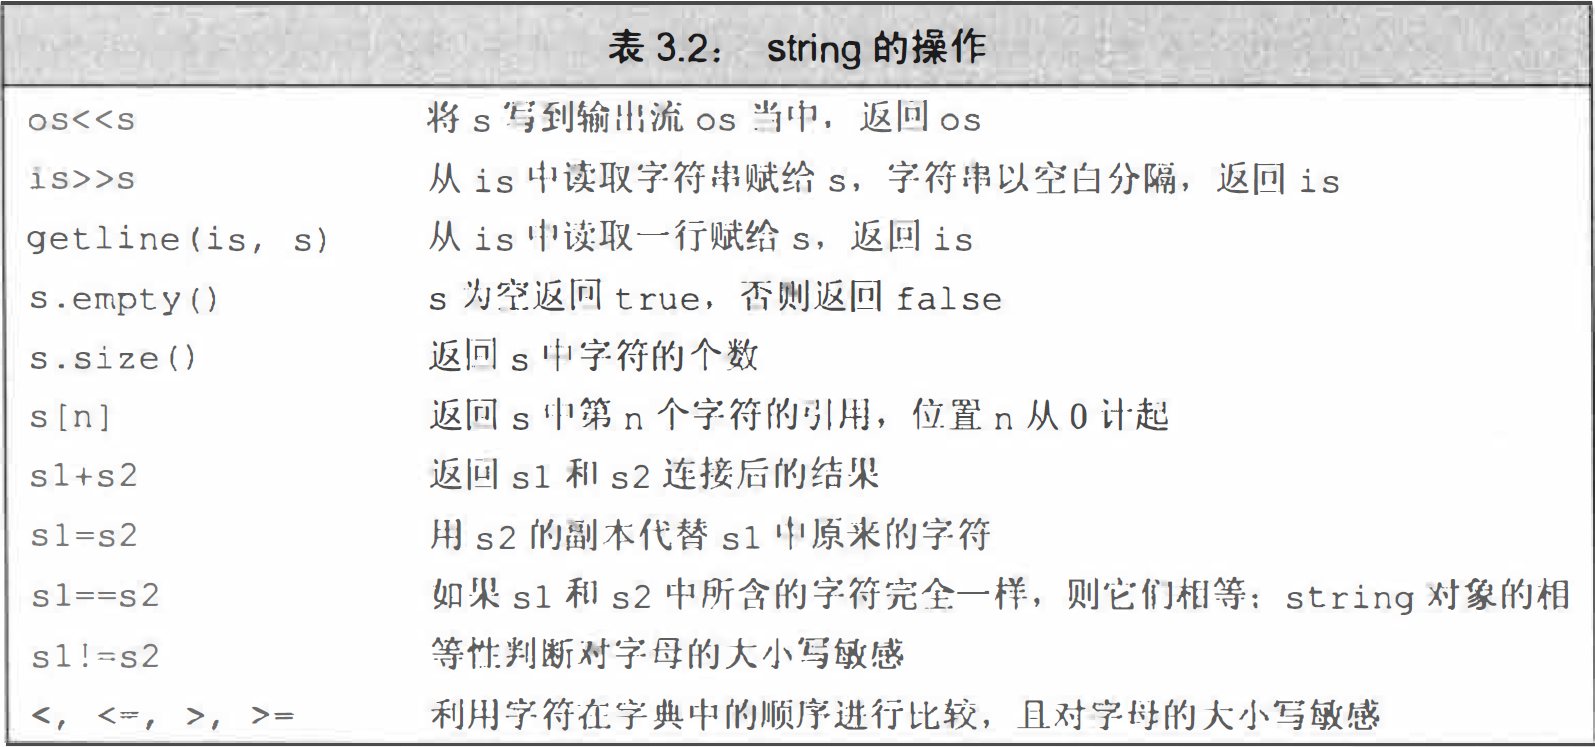 表 3.2： string 的操作
os<<s 将 s 写到输出流 os 当中，返回 os
is>>s 从 is 中读取字符串赋给 s，字符串以空白分隔，返回 is
getline(is, s) 从 is 中读取一行赋给 s，返回 is
s.empty() s 为空返回 true，否则返回 false
s.size() 返回 s 中字符的个数
s[n] 返回 s 中第 n 个字符的引用，位置 n 从 0 计起
s1+s2 返回 s1 和 s2 连接后的结果
s1=s2 用 s2 的副本代替 s1 中原来的字符
s1==s2 如果 s1 和 s2 中所含的字符完全一样，则它们相等；string 对象的相
s1!=s2 等性判断对字母的大小写敏感
<, <=, >, >= 利用字符在字典中的顺序进行比较，且对字母的大小写敏感